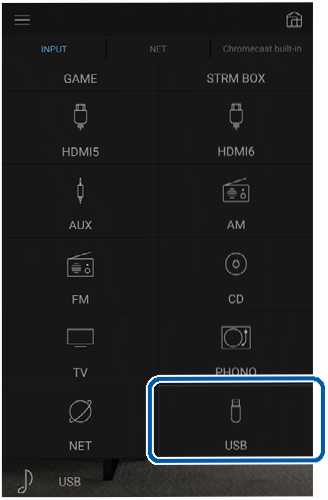 INPUT NET Chromecast built-in
GAME STRM BOX
HDMI5 HDMI6
AUX AM
FM CD
TV PHONO
NET USB
USB